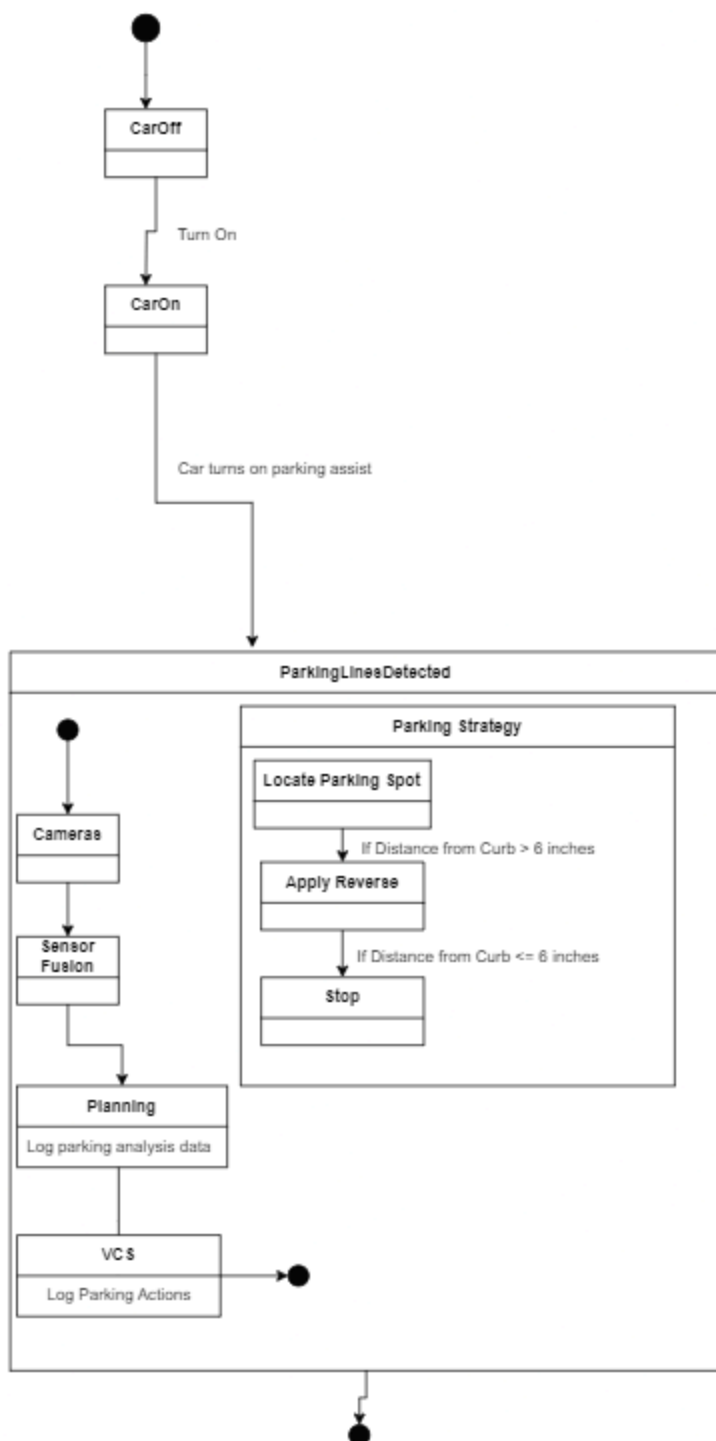 CarOff
Turn On
CarOn
Car turns on parking assist
ParkingLinesDetected
Parking Strategy
Locate Parking Spot
If Distance from Curb > 6 inches
Apply Reverse
If Distance from Curb <= 6 inches
Stop
Cameras
Sensor
Fusion
Planning
Log parking analysis data
VCS
Log Parking Actions